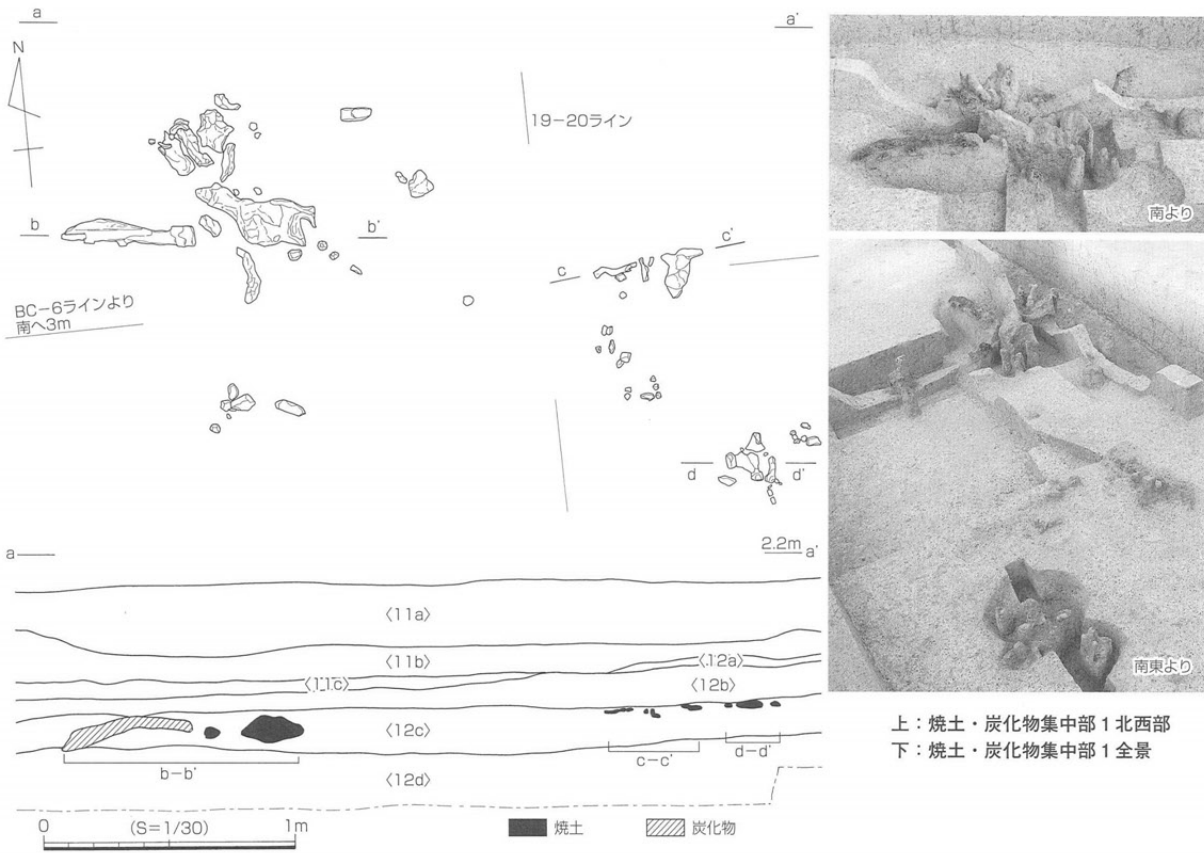 a
a'
N
19-20ライン
b
b'
c
c'
BC-6ラインより
南へ3m
d
d'
a
2.2m
a'
〈11a〉
〈11b〉
〈11c〉
〈12a〉
〈12b〉
〈12c〉
〈12d〉
b-b'
c-c'
d-d'
0
(S=1/30)
1m
焼土
炭化物
南より
南東より
上：焼土・炭化物集中部1北西部
下：焼土・炭化物集中部1全景